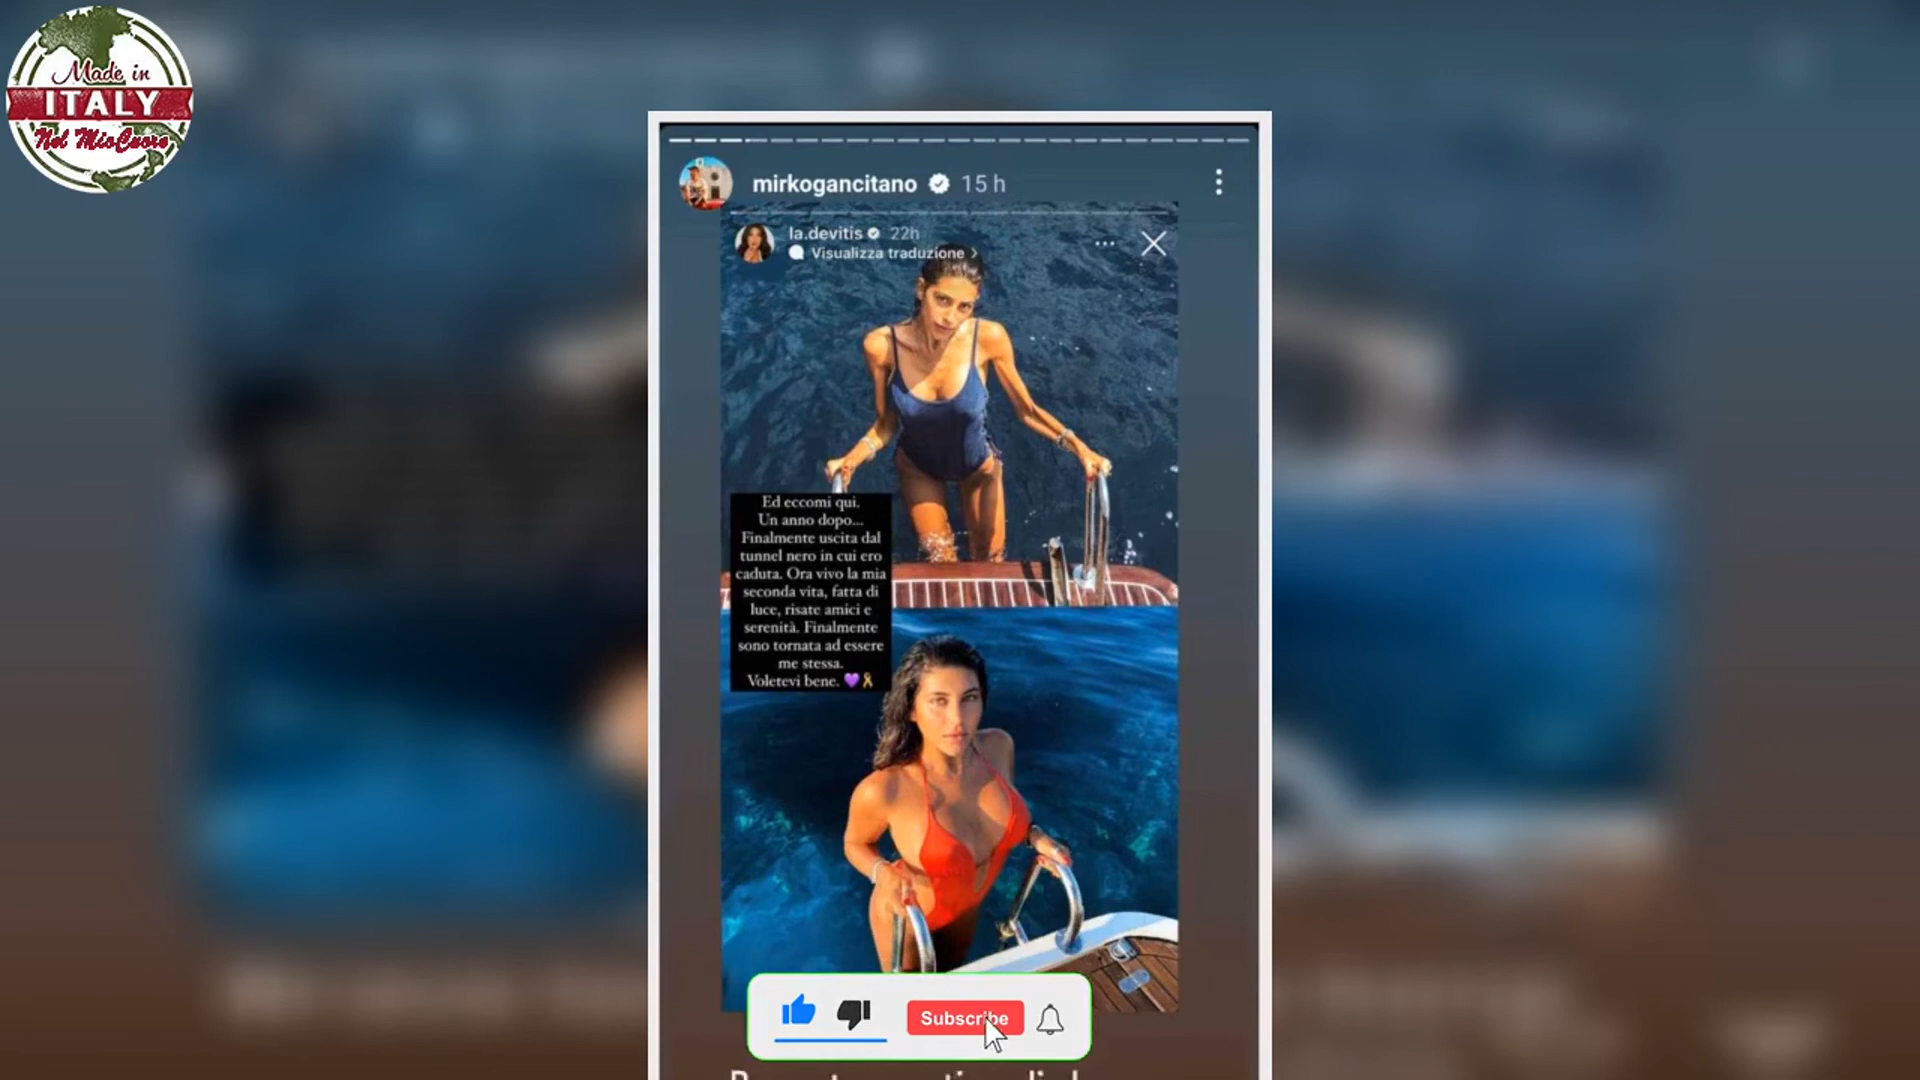 Made in
ITALY
Nel Mio Cuore
mirkogancitano 15 h
la.devitis 22h
Visualizza traduzione >
Ed eccomi qui.
Un anno dopo...
Finalmente uscita dal
tunnel nero in cui ero
caduta. Ora vivo la mia
seconda vita, fatta di
luce, risate amici e
serenità. Finalmente
sono tornata ad essere
me stessa.
Voletevi bene. 💜🎗
Subscribe